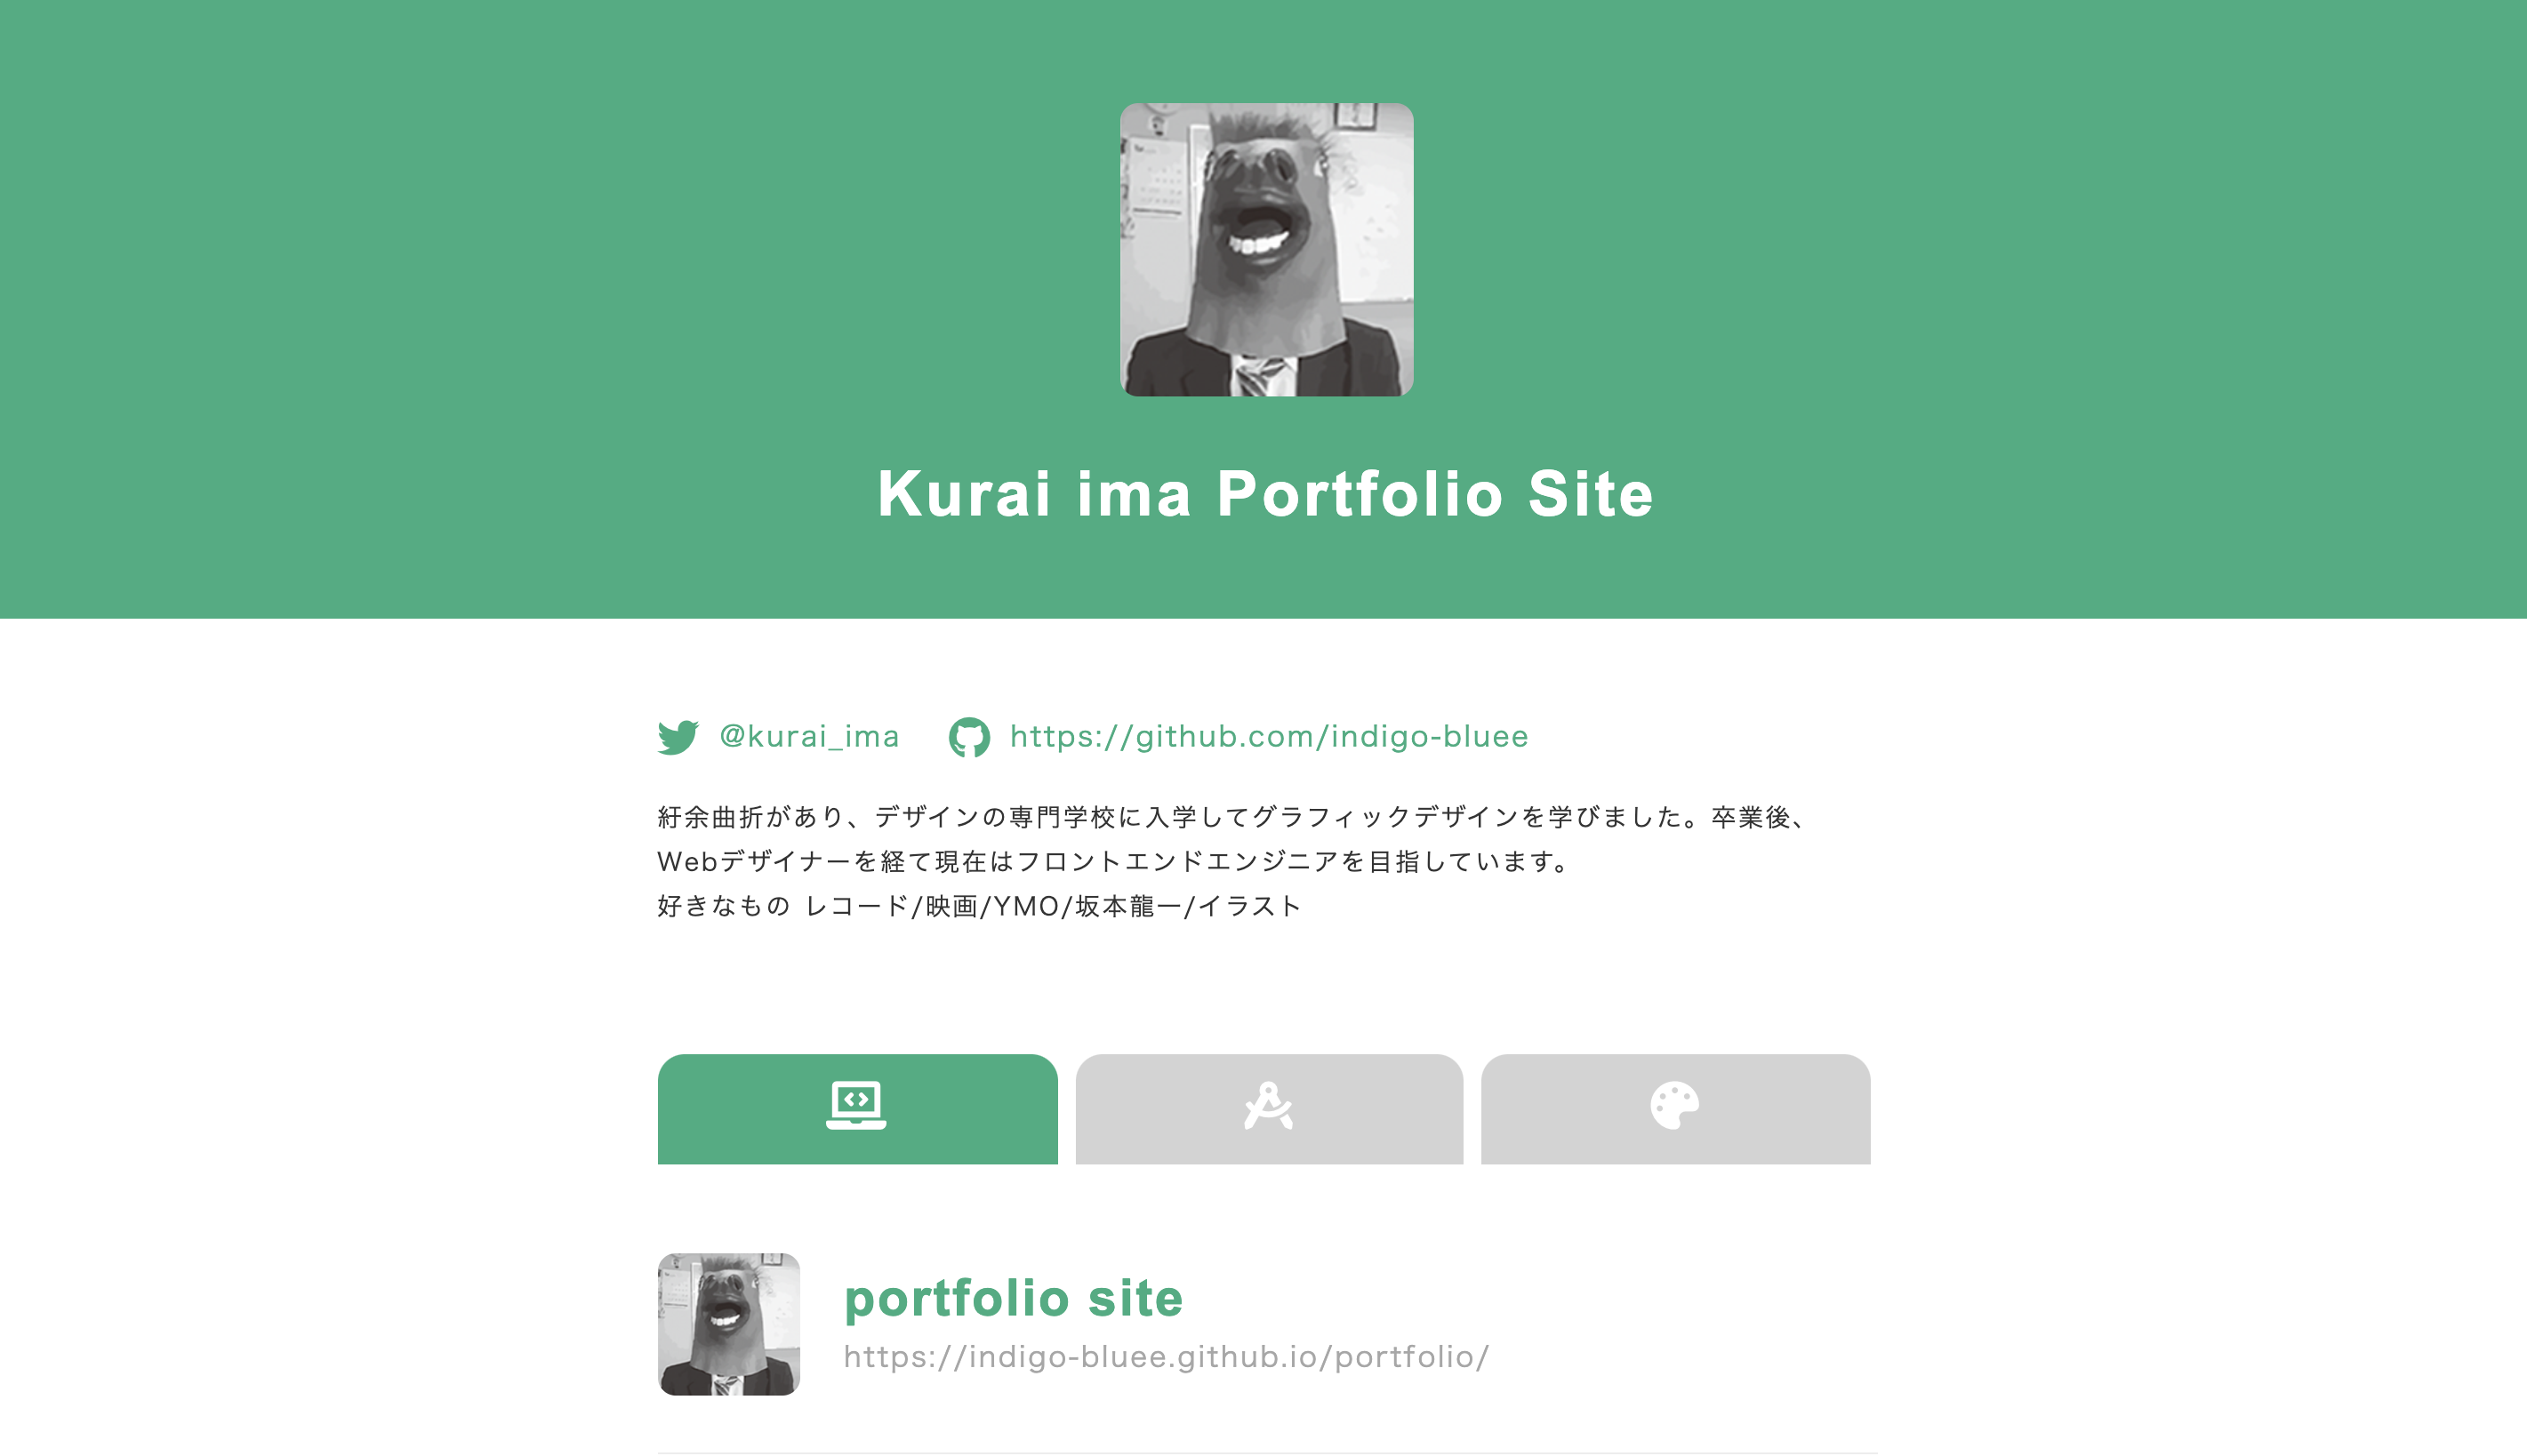 Kurai ima Portfolio Site
@kurai_ima https://github.com/indigo-bluee
紆余曲折があり、デザインの専門学校に入学してグラフィックデザインを学びました。卒業後、
Webデザイナーを経て現在はフロントエンドエンジニアを目指しています。
好きなもの レコード/映画/YMO/坂本龍一/イラスト
portfolio site
https://indigo-bluee.github.io/portfolio/